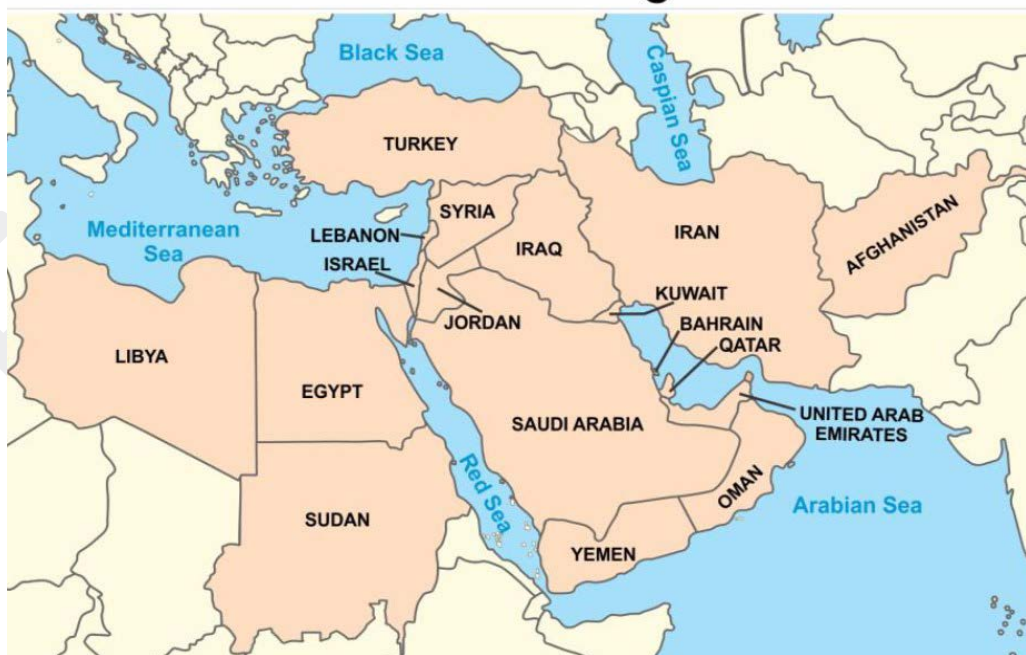 Black Sea
Caspian Sea
TURKEY
SYRIA
LEBANON
IRAQ
IRAN
AFGHANISTAN
Mediterranean
Sea
ISRAEL
KUWAIT
JORDAN
BAHRAIN
QATAR
LIBYA
EGYPT
SAUDI ARABIA
UNITED ARAB
EMIRATES
Red Sea
OMAN
Arabian Sea
SUDAN
YEMEN